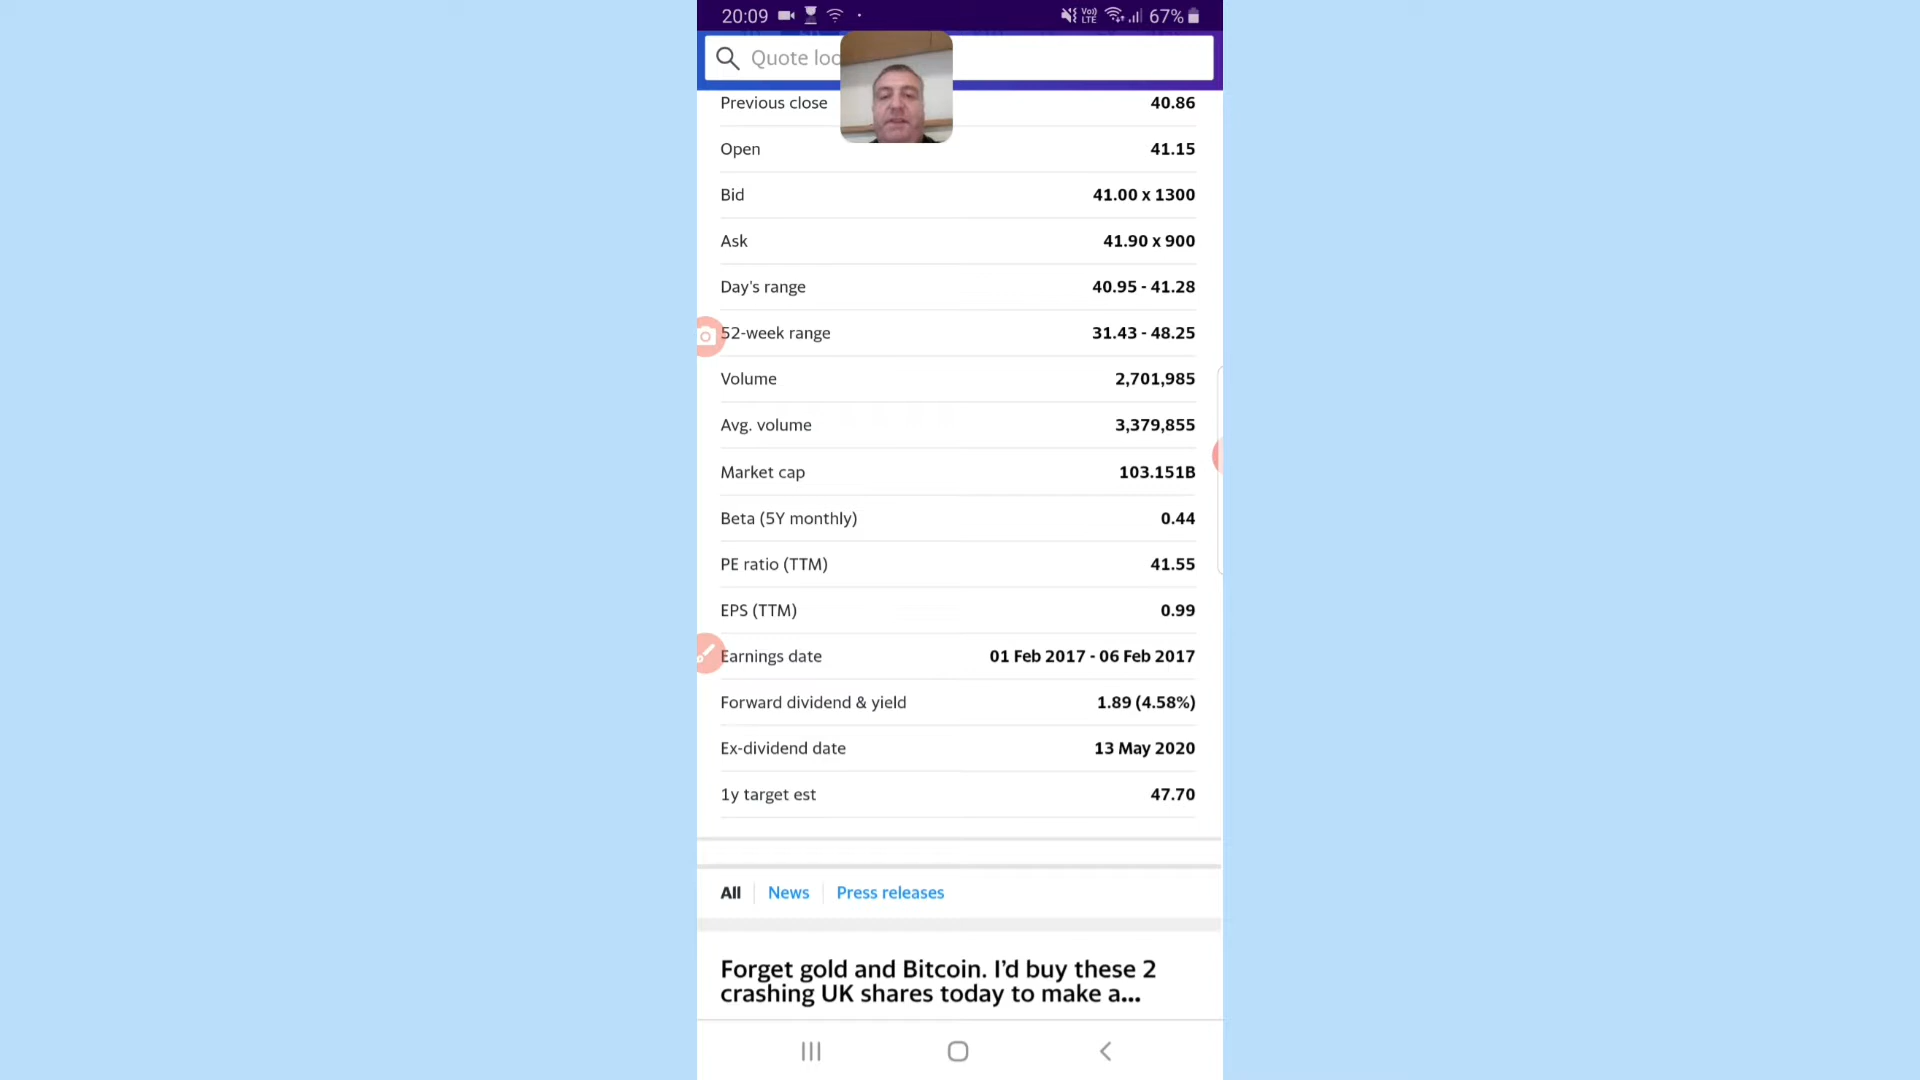 20:09
Vo)) LTE 67%
Quote loo
Previous close 40.86
Open 41.15
Bid 41.00 x 1300
Ask 41.90 x 900
Day's range 40.95 - 41.28
52-week range 31.43 - 48.25
Volume 2,701,985
Avg. volume 3,379,855
Market cap 103.151B
Beta (5Y monthly) 0.44
PE ratio (TTM) 41.55
EPS (TTM) 0.99
Earnings date 01 Feb 2017 - 06 Feb 2017
Forward dividend & yield 1.89 (4.58%)
Ex-dividend date 13 May 2020
1y target est 47.70
All News Press releases
Forget gold and Bitcoin. I’d buy these 2
crashing UK shares today to make a...